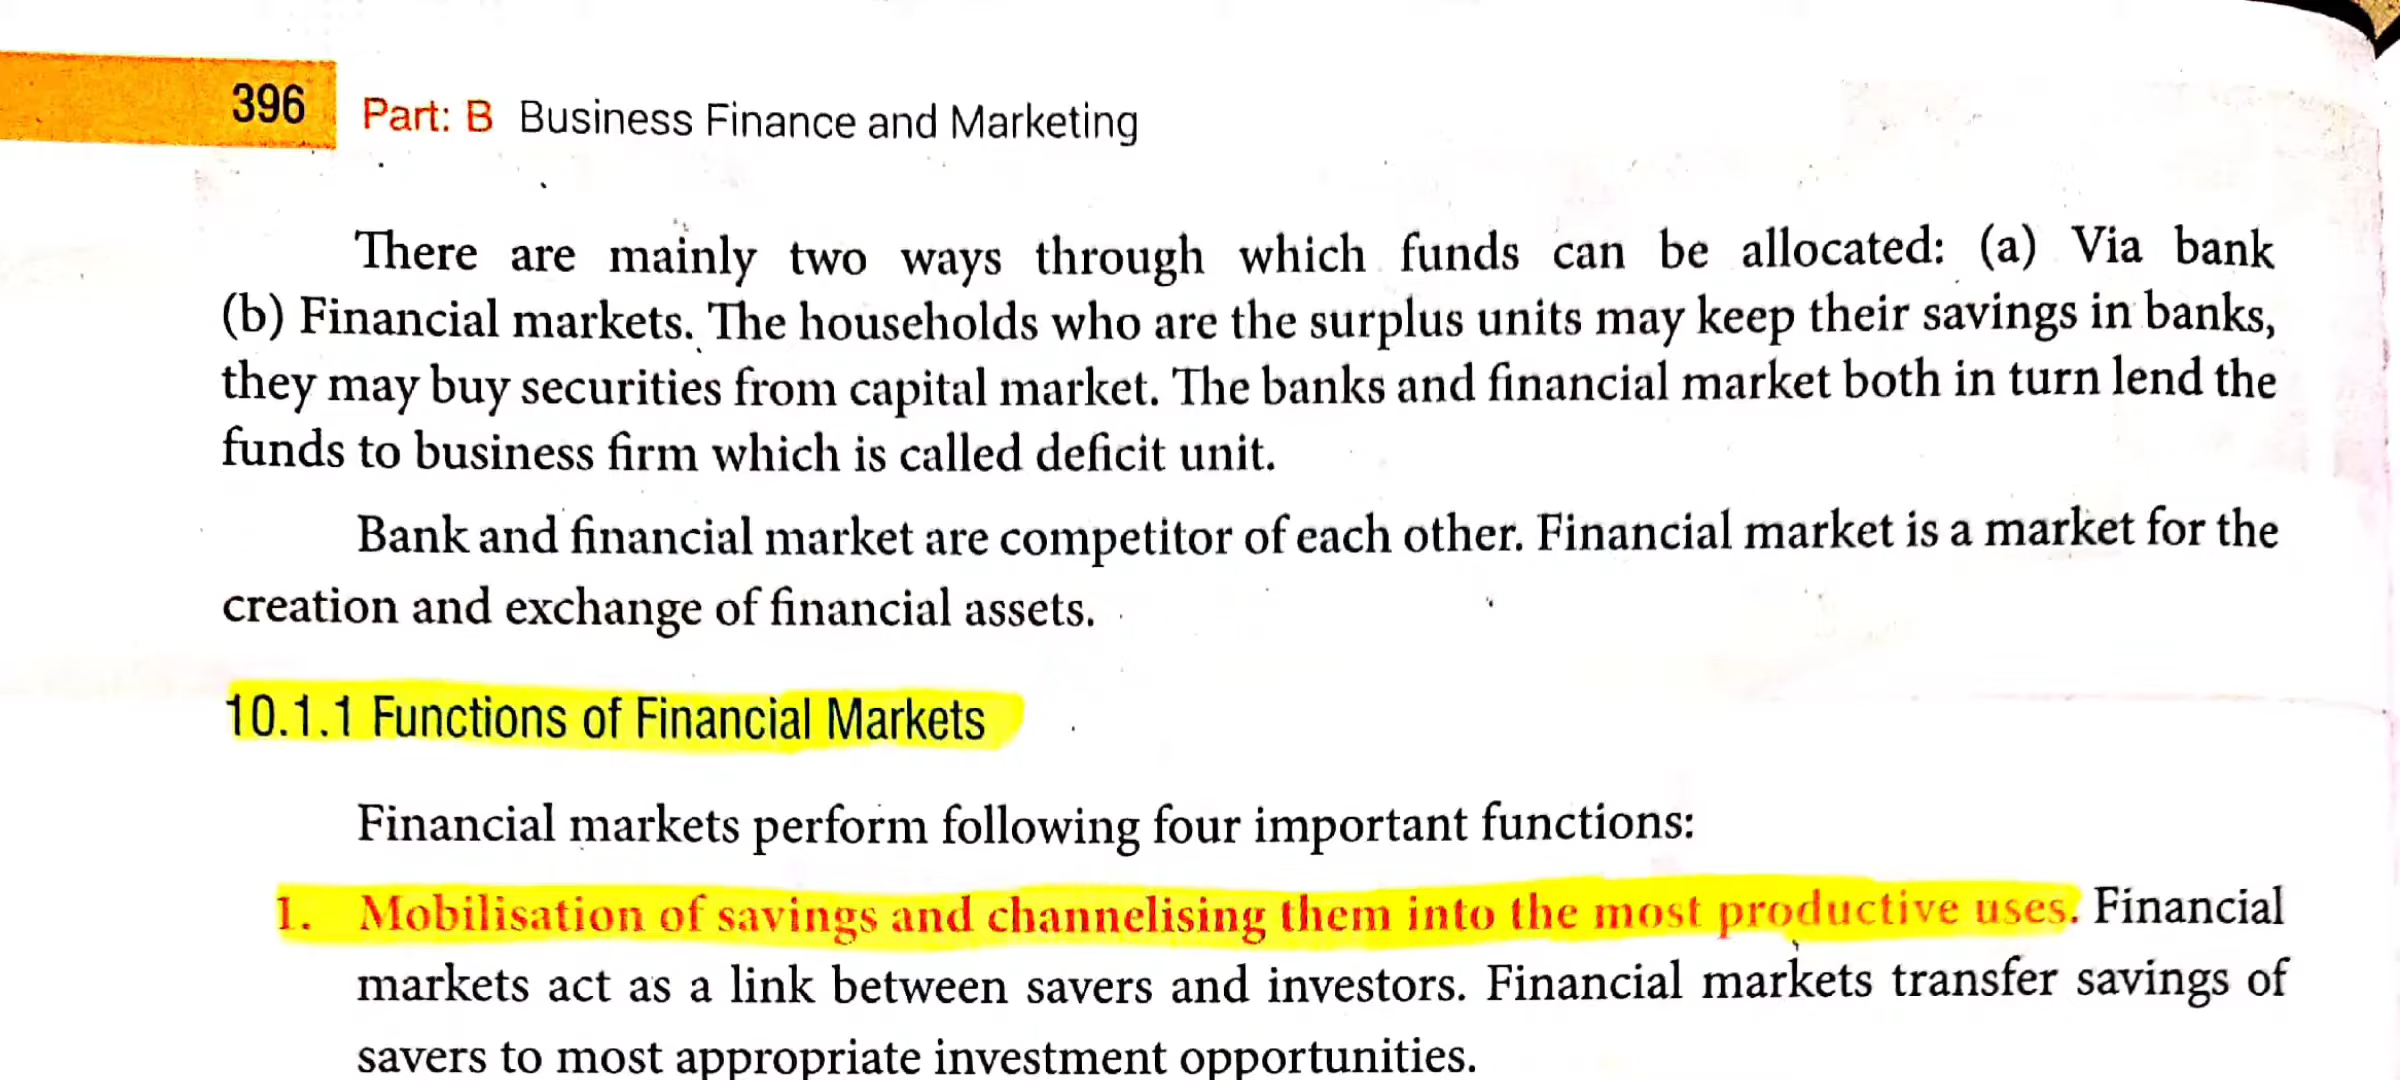 396 Part: B Business Finance and Marketing
There are mainly two ways through which funds can be allocated: (a) Via bank
(b) Financial markets. The households who are the surplus units may keep their savings in banks,
they may buy securities from capital market. The banks and financial market both in turn lend the
funds to business firm which is called deficit unit.
Bank and financial market are competitor of each other. Financial market is a market for the
creation and exchange of financial assets.
10.1.1 Functions of Financial Markets
Financial markets perform following four important functions:
1. Mobilisation of savings and channelising them into the most productive uses. Financial
markets act as a link between savers and investors. Financial markets transfer savings of
savers to most appropriate investment opportunities.